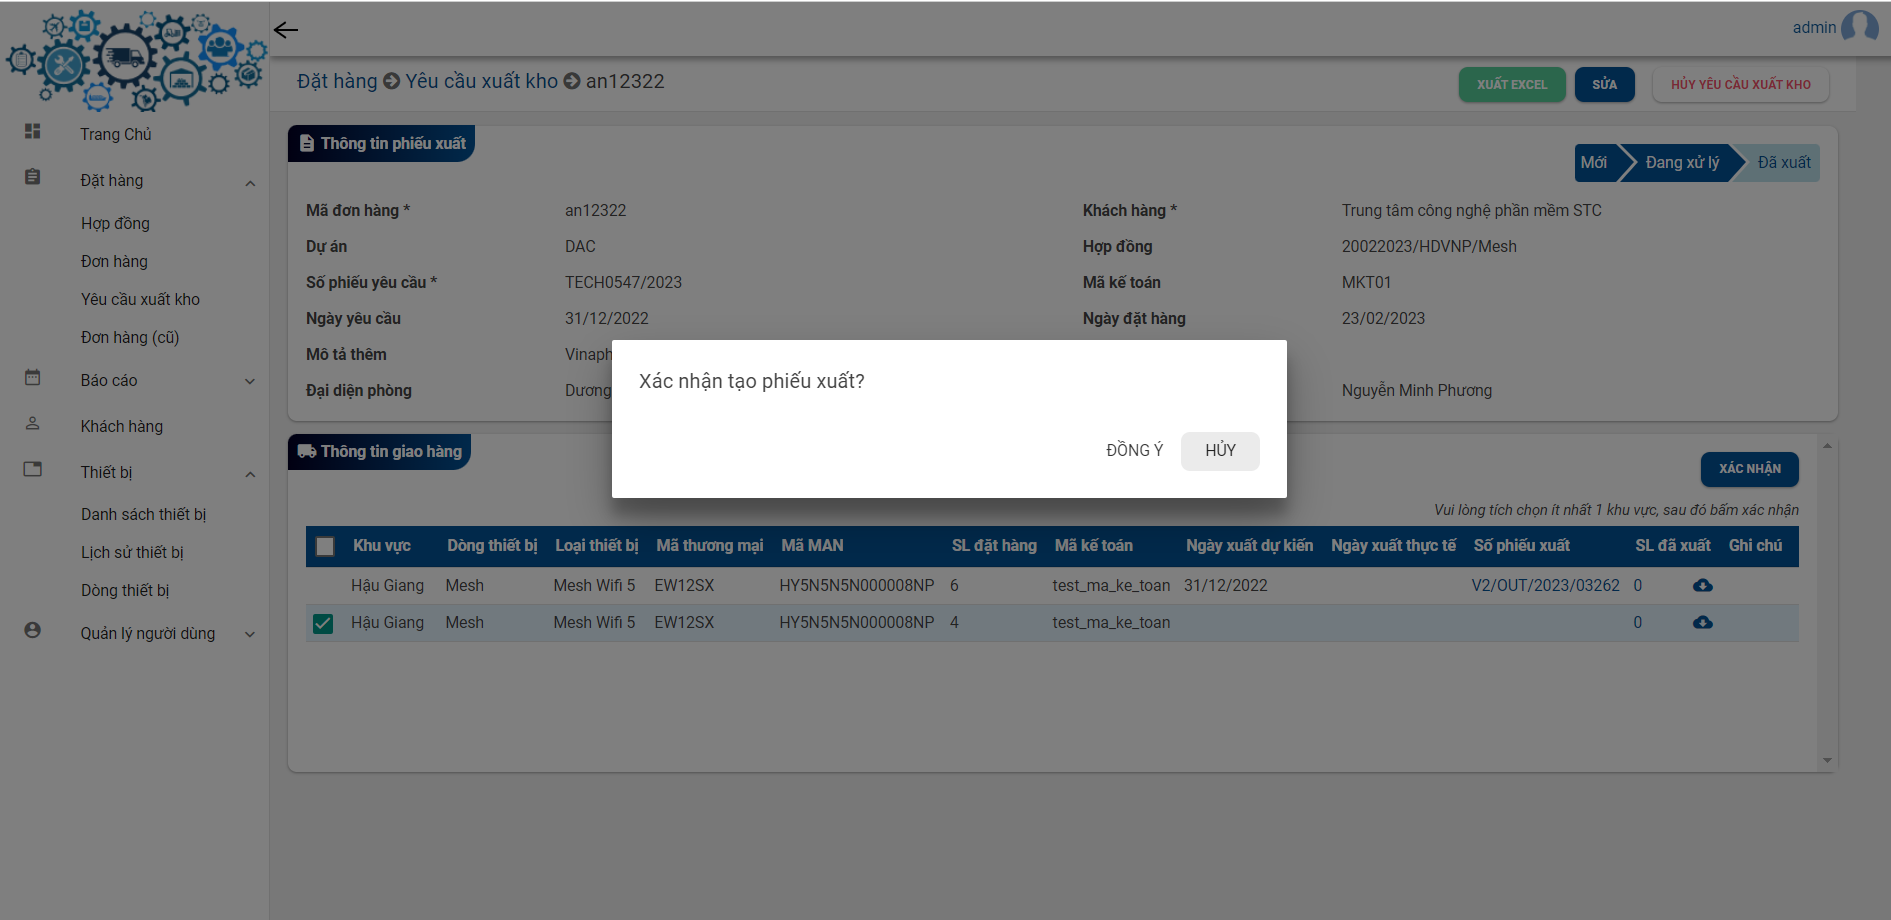 admin
Đặt hàng Yêu cầu xuất kho an12322
XUẤT EXCEL
SỬA
HỦY YÊU CẦU XUẤT KHO
Trang Chủ
Đặt hàng
Hợp đồng
Đơn hàng
Yêu cầu xuất kho
Đơn hàng (cũ)
Báo cáo
Khách hàng
Thiết bị
Danh sách thiết bị
Lịch sử thiết bị
Dòng thiết bị
Quản lý người dùng
Thông tin phiếu xuất
Mới Đang xử lý Đã xuất
Mã đơn hàng * an12322 Khách hàng * Trung tâm công nghệ phần mềm STC
Dự án DAC Hợp đồng 20022023/HDVNP/Mesh
Số phiếu yêu cầu * TECH0547/2023 Mã kế toán MKT01
Ngày yêu cầu 31/12/2022 Ngày đặt hàng 23/02/2023
Mô tả thêm Vinaph
Đại diện phòng Dương Nguyễn Minh Phương
Xác nhận tạo phiếu xuất?
ĐỒNG Ý HỦY
Thông tin giao hàng
XÁC NHẬN
Vui lòng tích chọn ít nhất 1 khu vực, sau đó bấm xác nhận
Khu vực Dòng thiết bị Loại thiết bị Mã thương mại Mã MAN SL đặt hàng Mã kế toán Ngày xuất dự kiến Ngày xuất thực tế Số phiếu xuất SL đã xuất Ghi chú
Hậu Giang Mesh Mesh Wifi 5 EW12SX HY5N5N5N000008NP 6 test_ma_ke_toan 31/12/2022 V2/OUT/2023/03262 0
Hậu Giang Mesh Mesh Wifi 5 EW12SX HY5N5N5N000008NP 4 test_ma_ke_toan 0